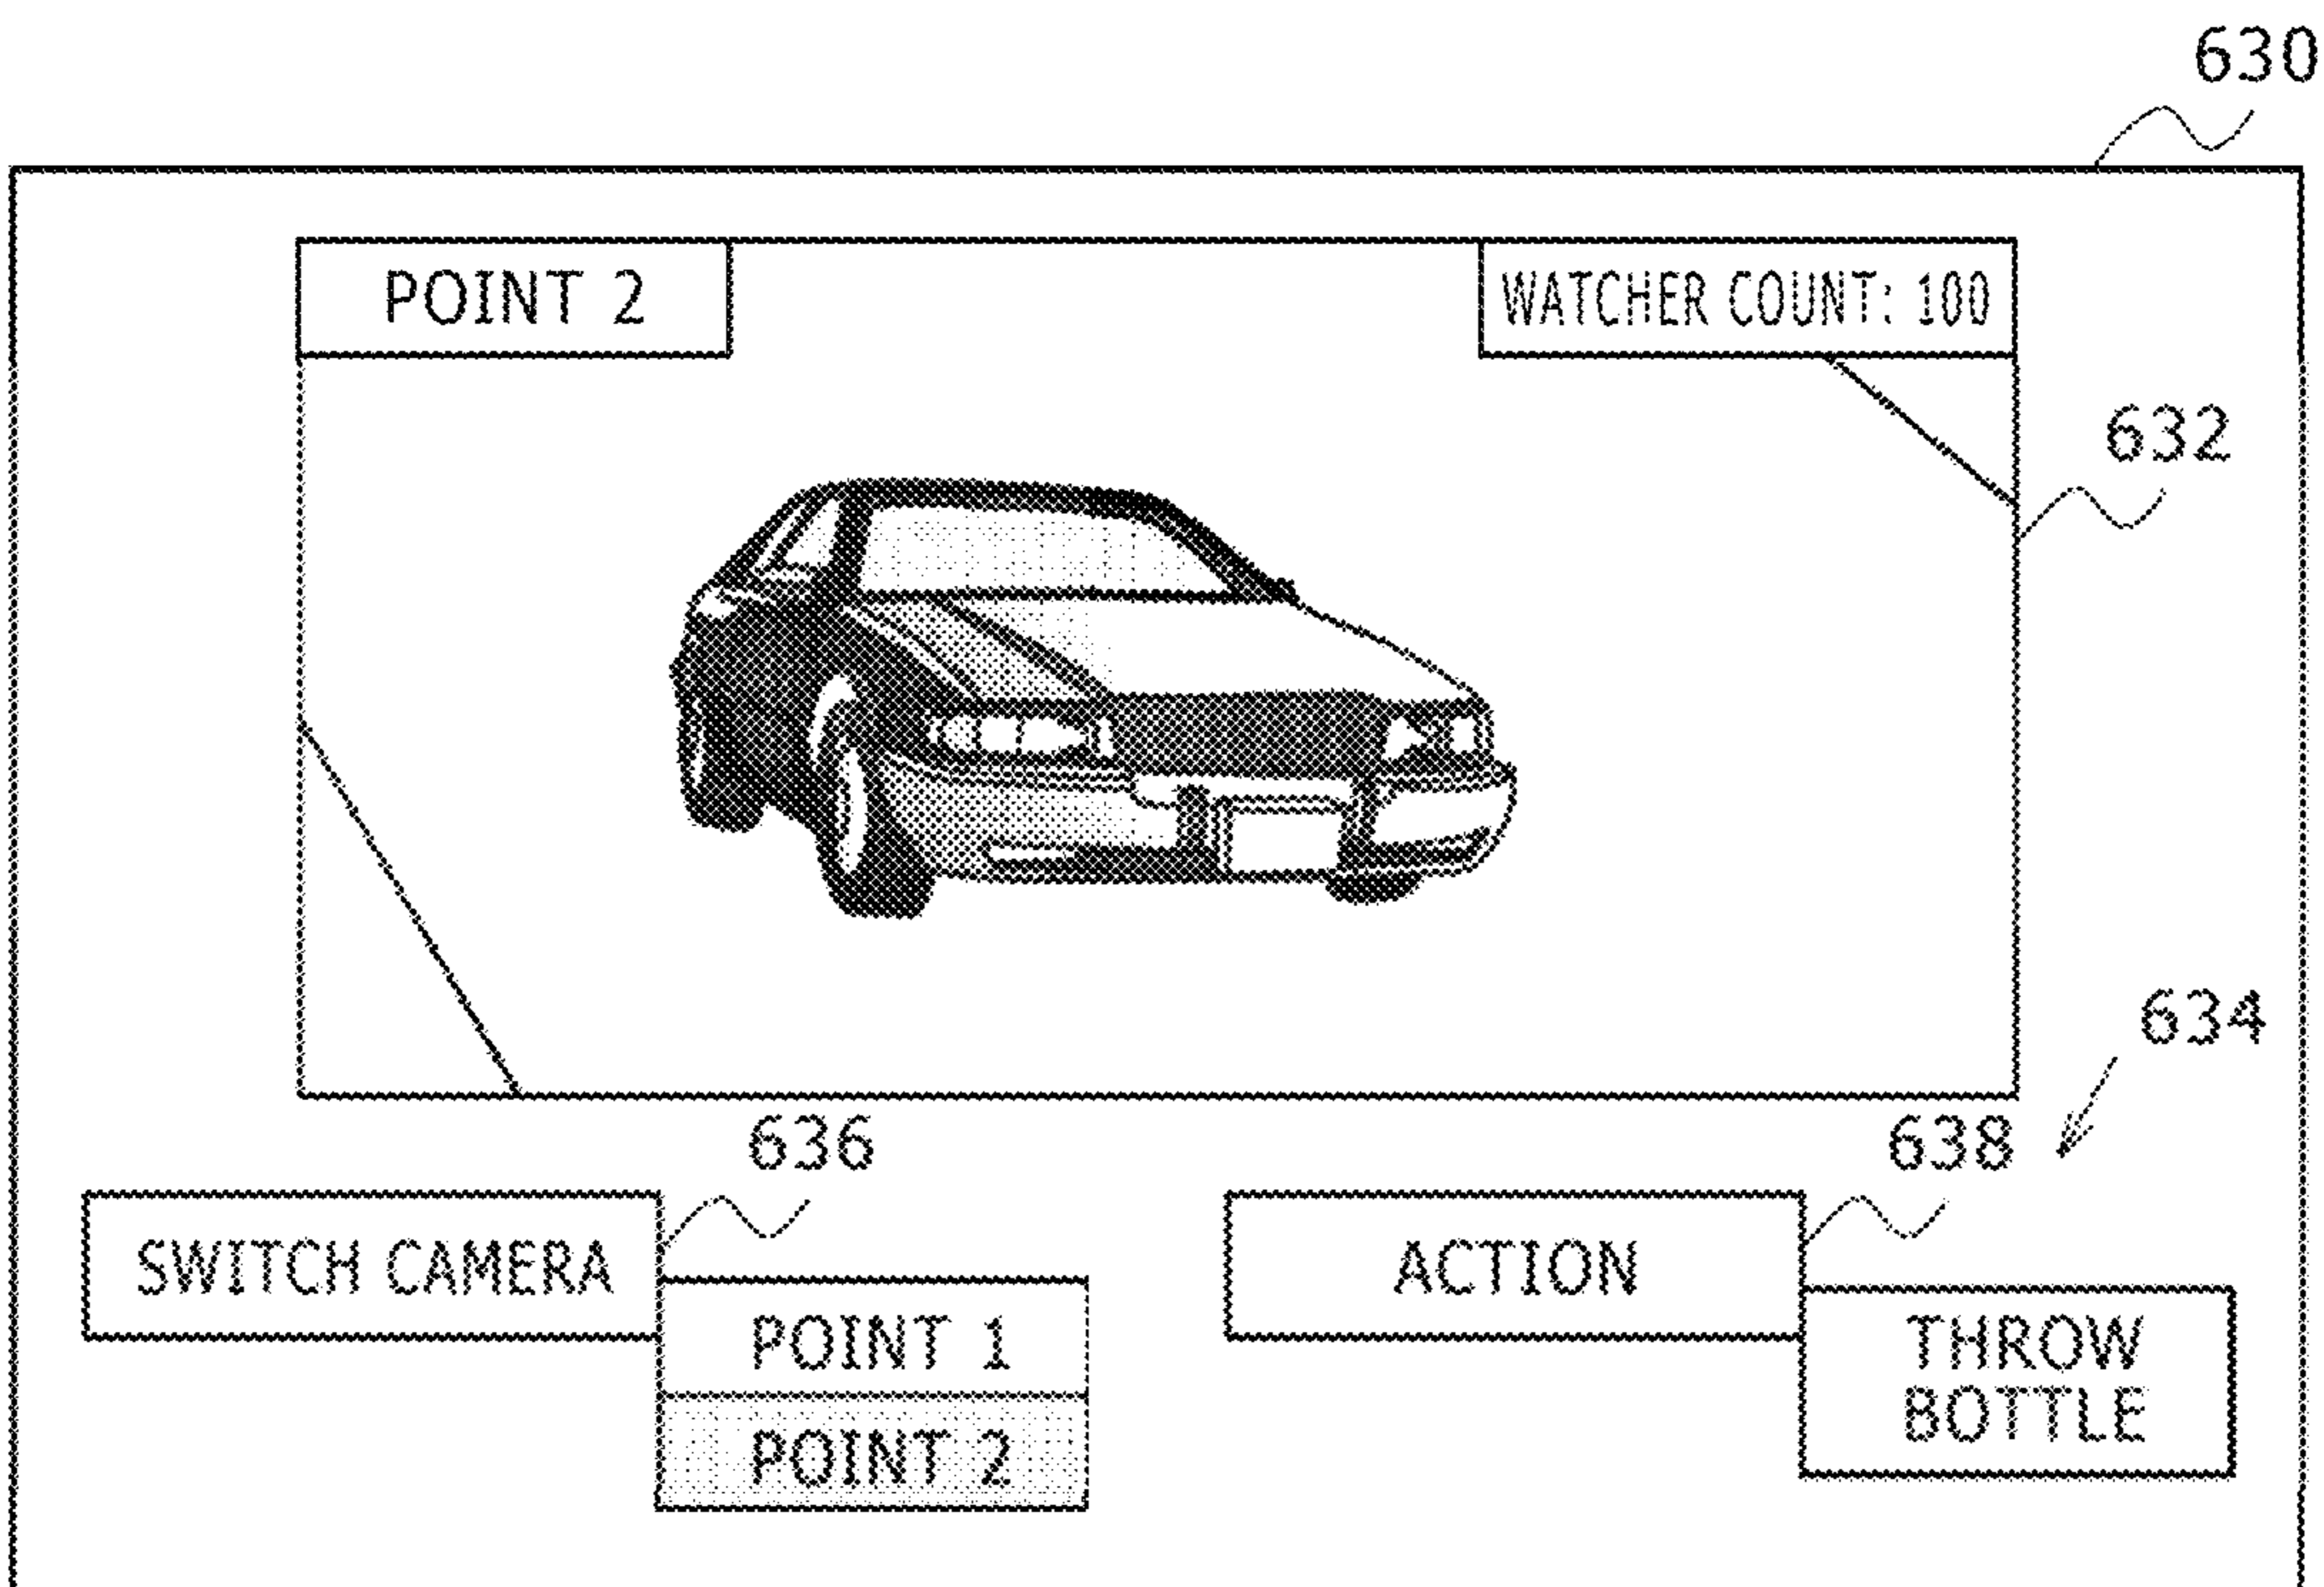 630
POINT 2
WATCHER COUNT: 100
632
634
636
638
SWITCH CAMERA
ACTION
POINT 1
THROW
BOTTLE
POINT 2